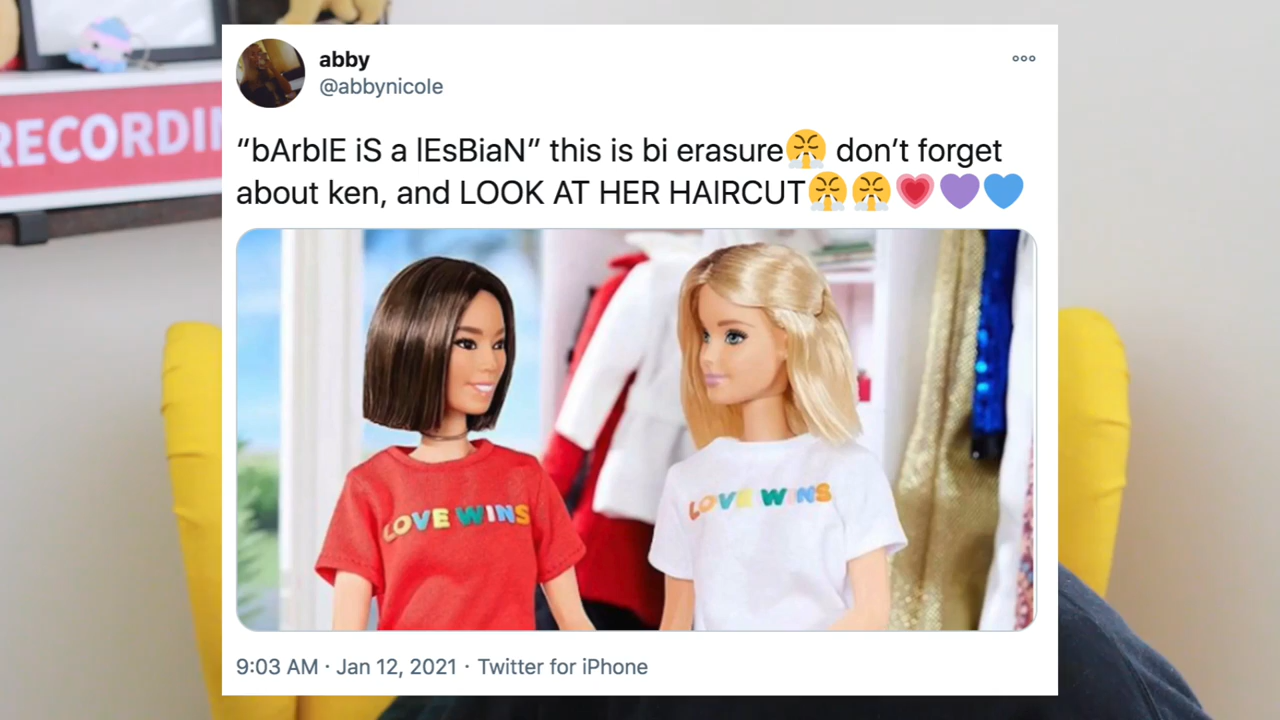 RECORDI
abby
@abbynicole
“bArbIE iS a lEsBiaN” this is bi erasure😤 don’t forget
about ken, and LOOK AT HER HAIRCUT😤😤💗💜💙
LOVE WINS
LOVE WINS
9:03 AM · Jan 12, 2021 · Twitter for iPhone